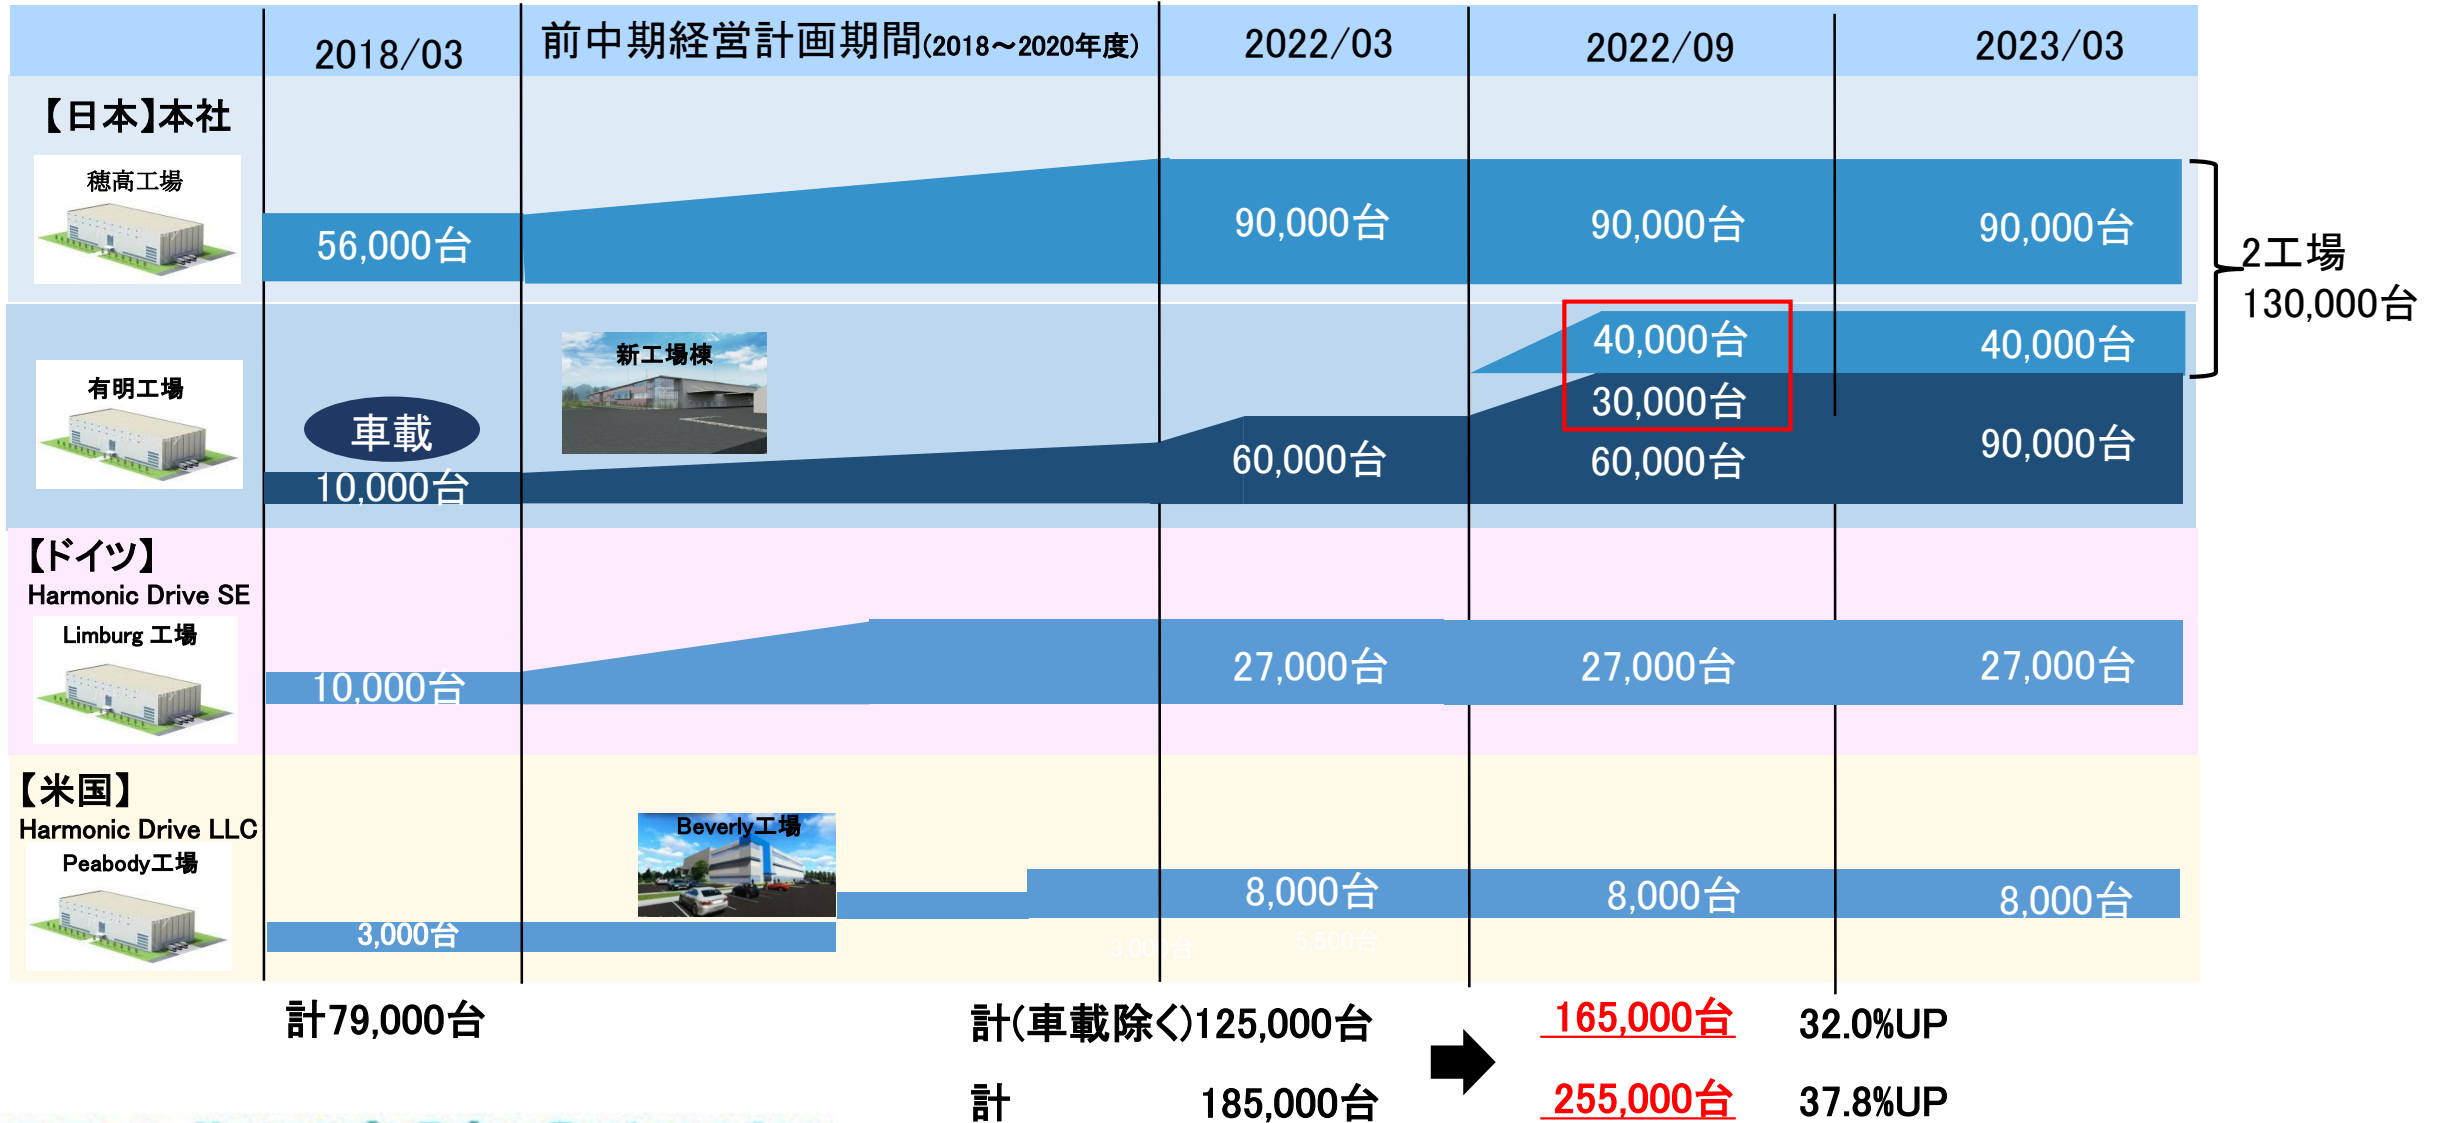 2018/03
前中期経営計画期間(2018～2020年度)
2022/03
2022/09
2023/03
【日本】本社
穂高工場
56,000台
90,000台
90,000台
90,000台
2工場
130,000台
有明工場
車載
10,000台
新工場棟
60,000台
40,000台
30,000台
60,000台
40,000台
90,000台
【ドイツ】
Harmonic Drive SE
Limburg 工場
10,000台
27,000台
27,000台
27,000台
【米国】
Harmonic Drive LLC
Peabody工場
3,000台
Beverly工場
8,000台
8,000台
8,000台
3,000台
5,500台
計79,000台
計(車載除く)125,000台
165,000台
32.0%UP
計 185,000台
255,000台
37.8%UP